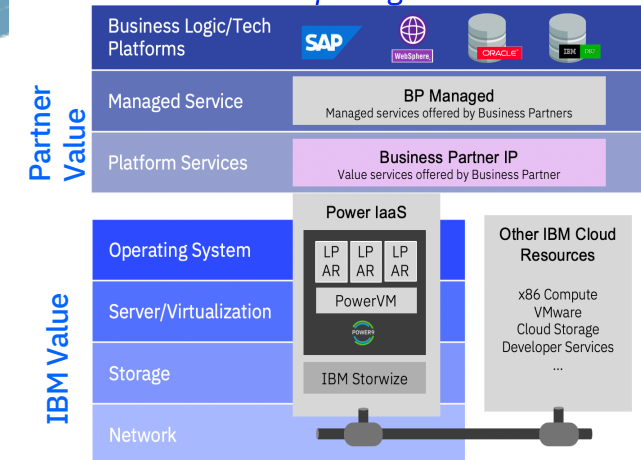 Business Logic/Tech
Platforms
SAP
WebSphere.
ORACLE
IBM DB2
Partner
Value
Managed Service
BP Managed
Managed services offered by Business Partners
Platform Services
Business Partner IP
Value services offered by Business Partner
IBM Value
Power IaaS
Operating System
LP
AR
LP
AR
LP
AR
Server/Virtualization
PowerVM
POWER9
Storage
IBM Storwize
Network
Other IBM Cloud
Resources
x86 Compute
VMware
Cloud Storage
Developer Services
...